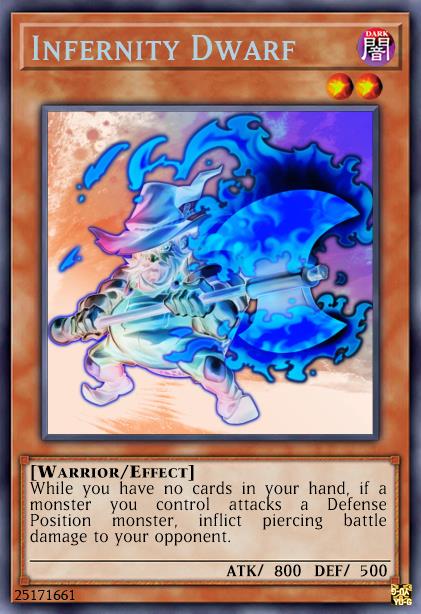 Infernity Dwarf
DARK
闇
[Warrior/Effect]
While you have no cards in your hand, if a
monster you control attacks a Defense
Position monster, inflict piercing battle
damage to your opponent.
ATK/ 800 DEF/ 500
25171661